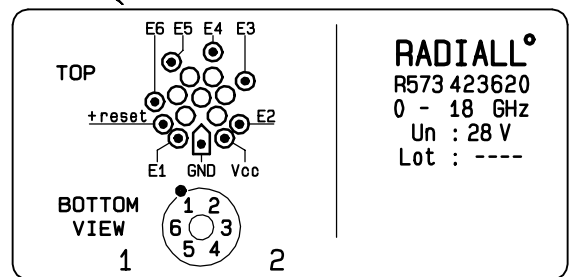 E6 E5 E4 E3
TOP
+reset
E2
E1 GND Vcc
BOTTOM
VIEW
1 2
6 3
5 4
1 2
RADIALL°
R573 423620
0 - 18 GHz
Un : 28 V
Lot : ----